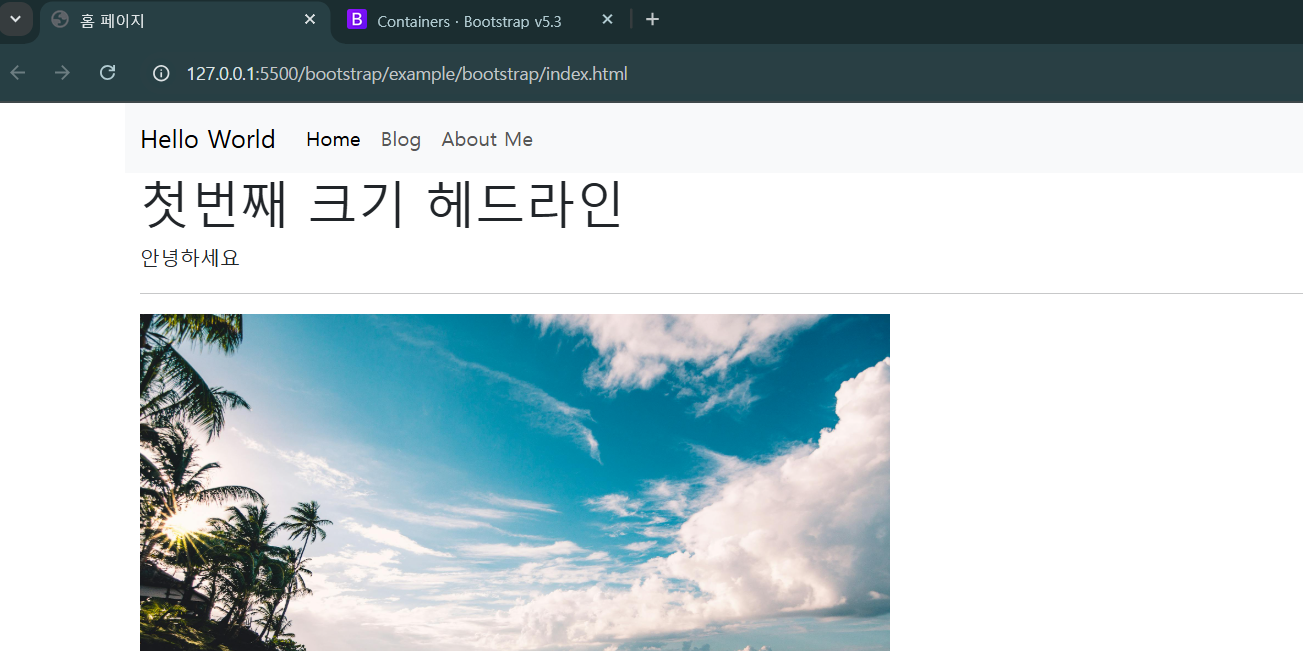 홈 페이지
B Containers · Bootstrap v5.3
127.0.0.1:5500/bootstrap/example/bootstrap/index.html
Hello World Home Blog About Me
첫번째 크기 헤드라인
안녕하세요